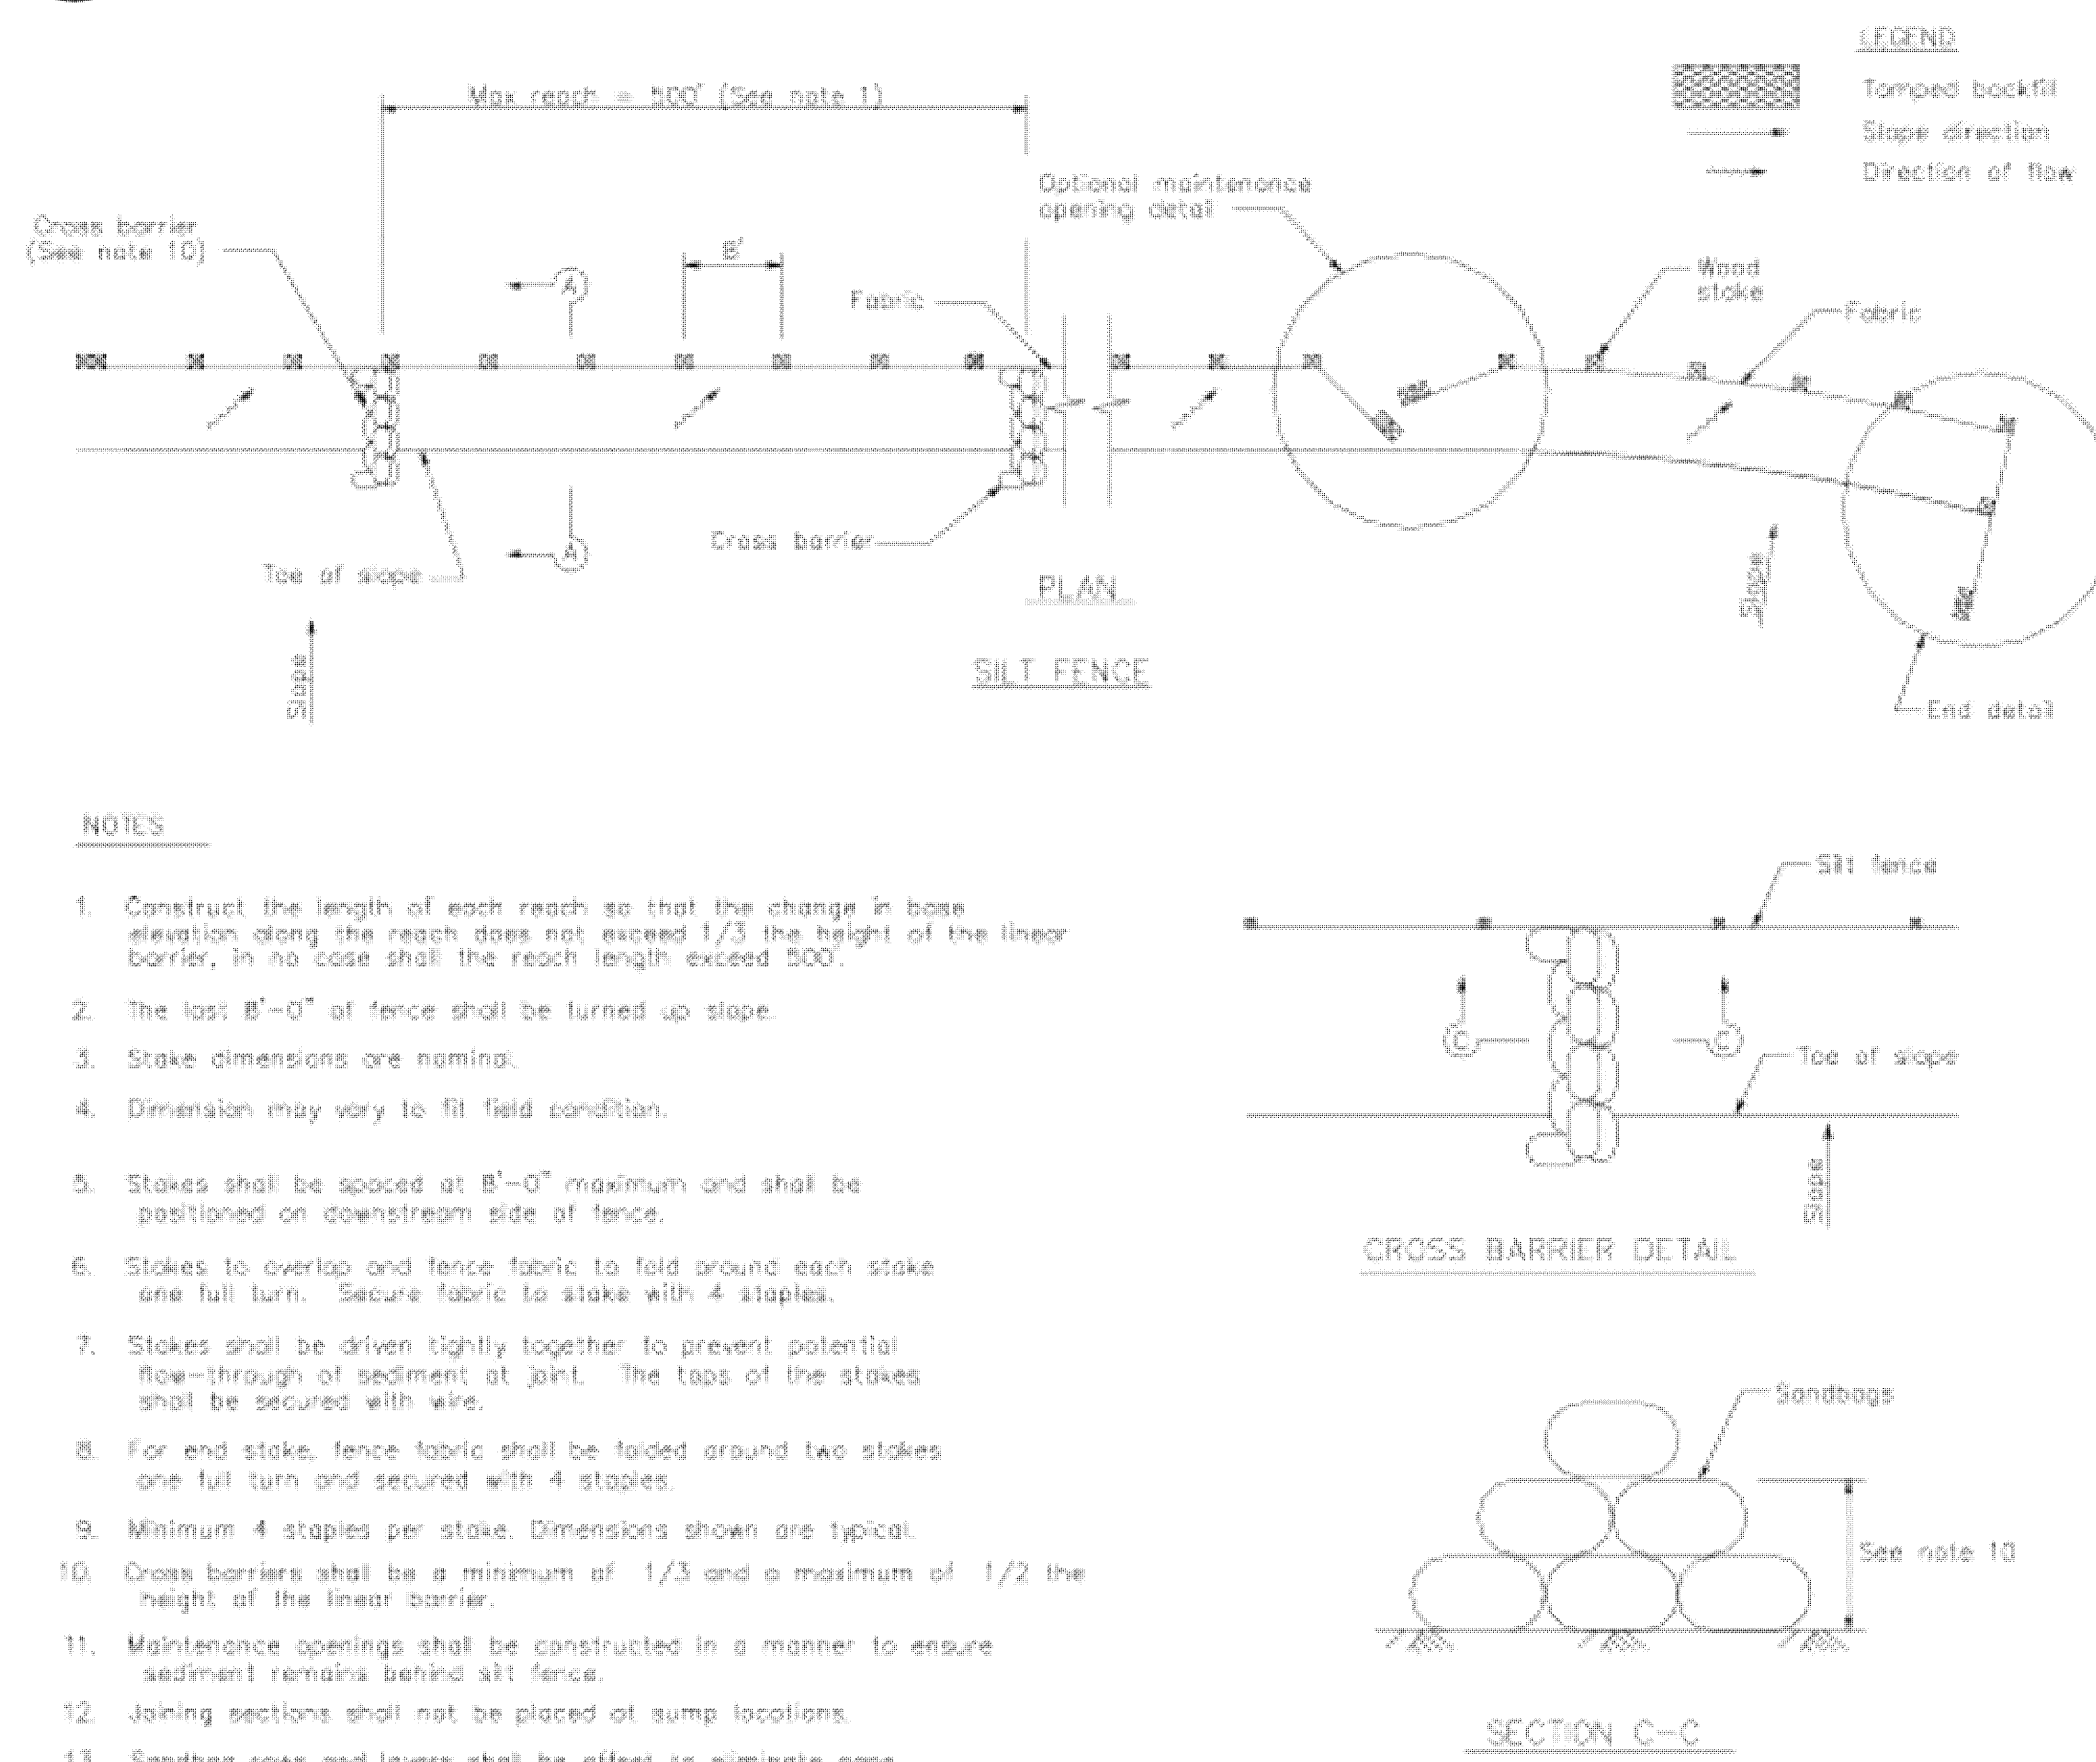 LEGEND
Tamped backfill
Slope direction
Direction of flow
Max reach = 500' (See note 1)
Optional maintenance
opening detail
Cross barrier
(See note 10)
8'
A
Fabric
Wood
stake
Fabric
Cross barrier
A
Toe of slope
PLAN
Slope
Slope
SILT FENCE
End detail
NOTES
1. Construct the length of each reach so that the change in base
elevation along the reach does not exceed 1/3 the height of the linear
barrier, in no case shall the reach length exceed 500'.
2. The last 8'-0" of fence shall be turned up slope.
3. Stake dimensions are nominal.
4. Dimension may vary to fit field condition.
5. Stakes shall be spaced at 8'-0" maximum and shall be
positioned on downstream side of fence.
6. Stakes to overlap and fence fabric to fold around each stake
one full turn. Secure fabric to stake with 4 staples.
7. Stakes shall be driven tightly together to prevent potential
flow-through of sediment at joint. The tops of the stakes
shall be secured with wire.
8. For end stake, fence fabric shall be folded around two stakes
one full turn and secured with 4 staples.
9. Minimum 4 staples per stake. Dimensions shown are typical.
10. Cross barriers shall be a minimum of 1/3 and a maximum of 1/2 the
height of the linear barrier.
11. Maintenance openings shall be constructed in a manner to ensure
sediment remains behind silt fence.
12. Joining sections shall not be placed at sump locations.
13. Sandbag rows and layers shall be offset to eliminate gaps.
Silt fence
C
C
Toe of slope
Slope
CROSS BARRIER DETAIL
Sandbags
See note 10
SECTION C-C